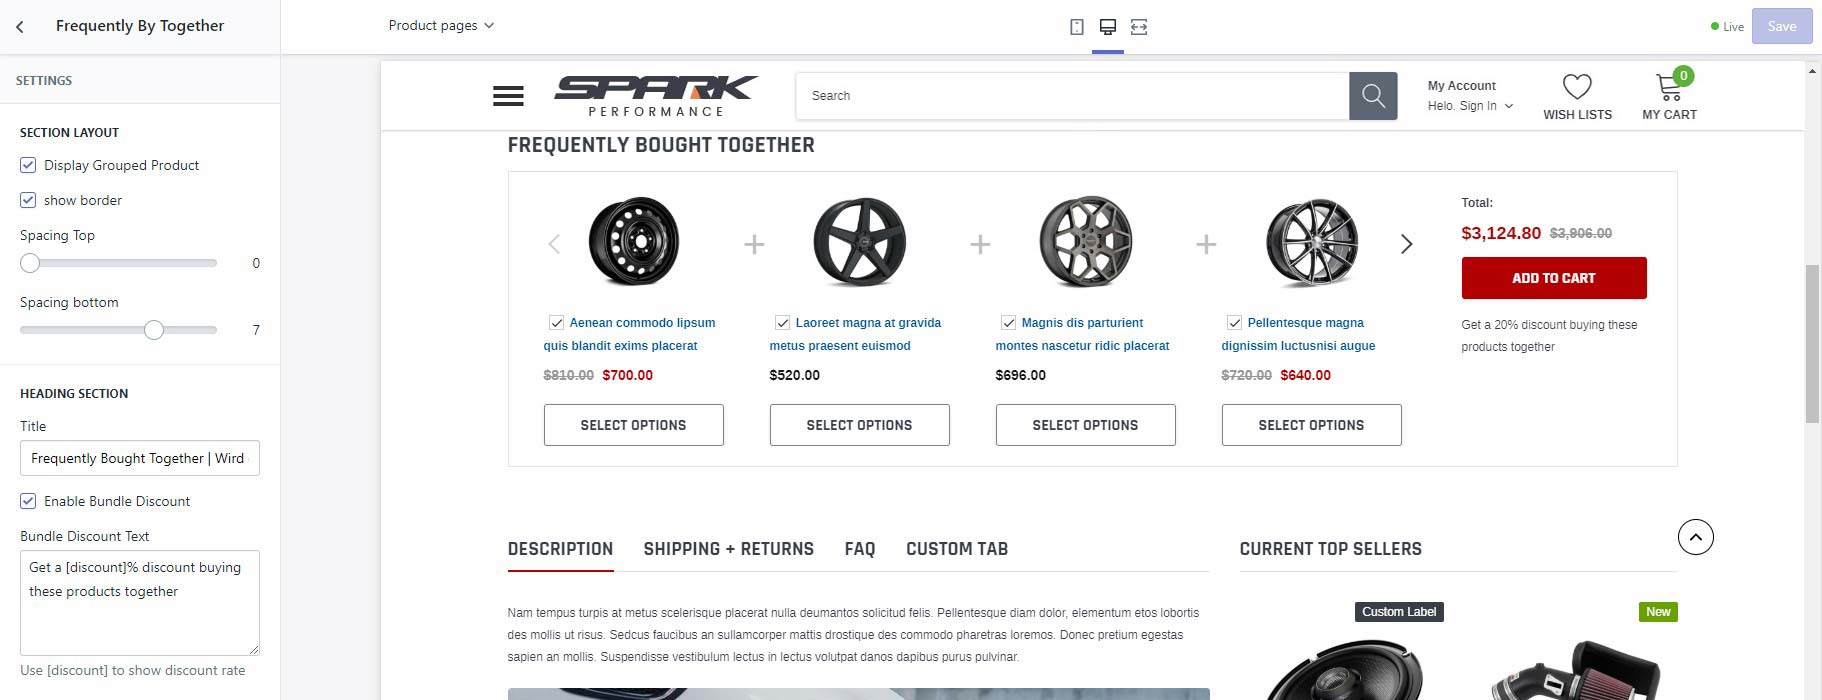 Frequently By Together
Product pages
Live
Save
SETTINGS
SECTION LAYOUT
Display Grouped Product
show border
Spacing Top
0
Spacing bottom
7
HEADING SECTION
Title
Frequently Bought Together | Wird
Enable Bundle Discount
Bundle Discount Text
Get a [discount]% discount buying
these products together
Use [discount] to show discount rate
SPARK
PERFORMANCE
Search
My Account
Helo. Sign In
WISH LISTS
0
MY CART
FREQUENTLY BOUGHT TOGETHER
Aenean commodo lipsum
quis blandit exims placerat
$810.00 $700.00
SELECT OPTIONS
Laoreet magna at gravida
metus praesent euismod
$520.00
SELECT OPTIONS
Magnis dis parturient
montes nascetur ridic placerat
$696.00
SELECT OPTIONS
Pellentesque magna
dignissim luctusnisi augue
$720.00 $640.00
SELECT OPTIONS
Total:
$3,124.80 $3,906.00
ADD TO CART
Get a 20% discount buying these
products together
DESCRIPTION SHIPPING + RETURNS FAQ CUSTOM TAB
Nam tempus turpis at metus scelerisque placerat nulla deumantos solicitud felis. Pellentesque diam dolor, elementum etos lobortis
des mollis ut risus. Sedcus faucibus an sullamcorper mattis drostique des commodo pharetras loremos. Donec pretium egestas
sapien an mollis. Suspendisse vestibulum lectus in lectus volutpat danos dapibus purus pulvinar.
CURRENT TOP SELLERS
Custom Label
New